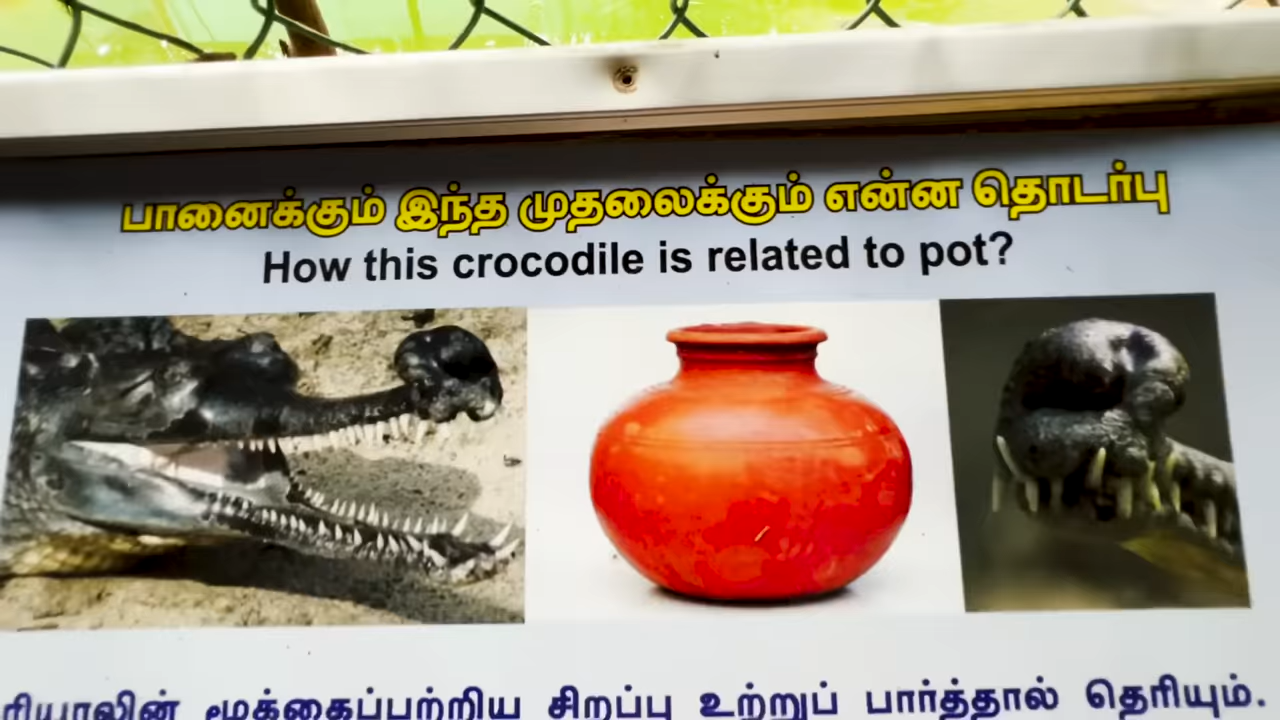 பானைக்கும் இந்த முதலைக்கும் என்ன தொடர்பு
How this crocodile is related to pot?
மூக்கைப்பற்றிய சிறப்பு உற்றுப் பார்த்தால் தெரியும்.